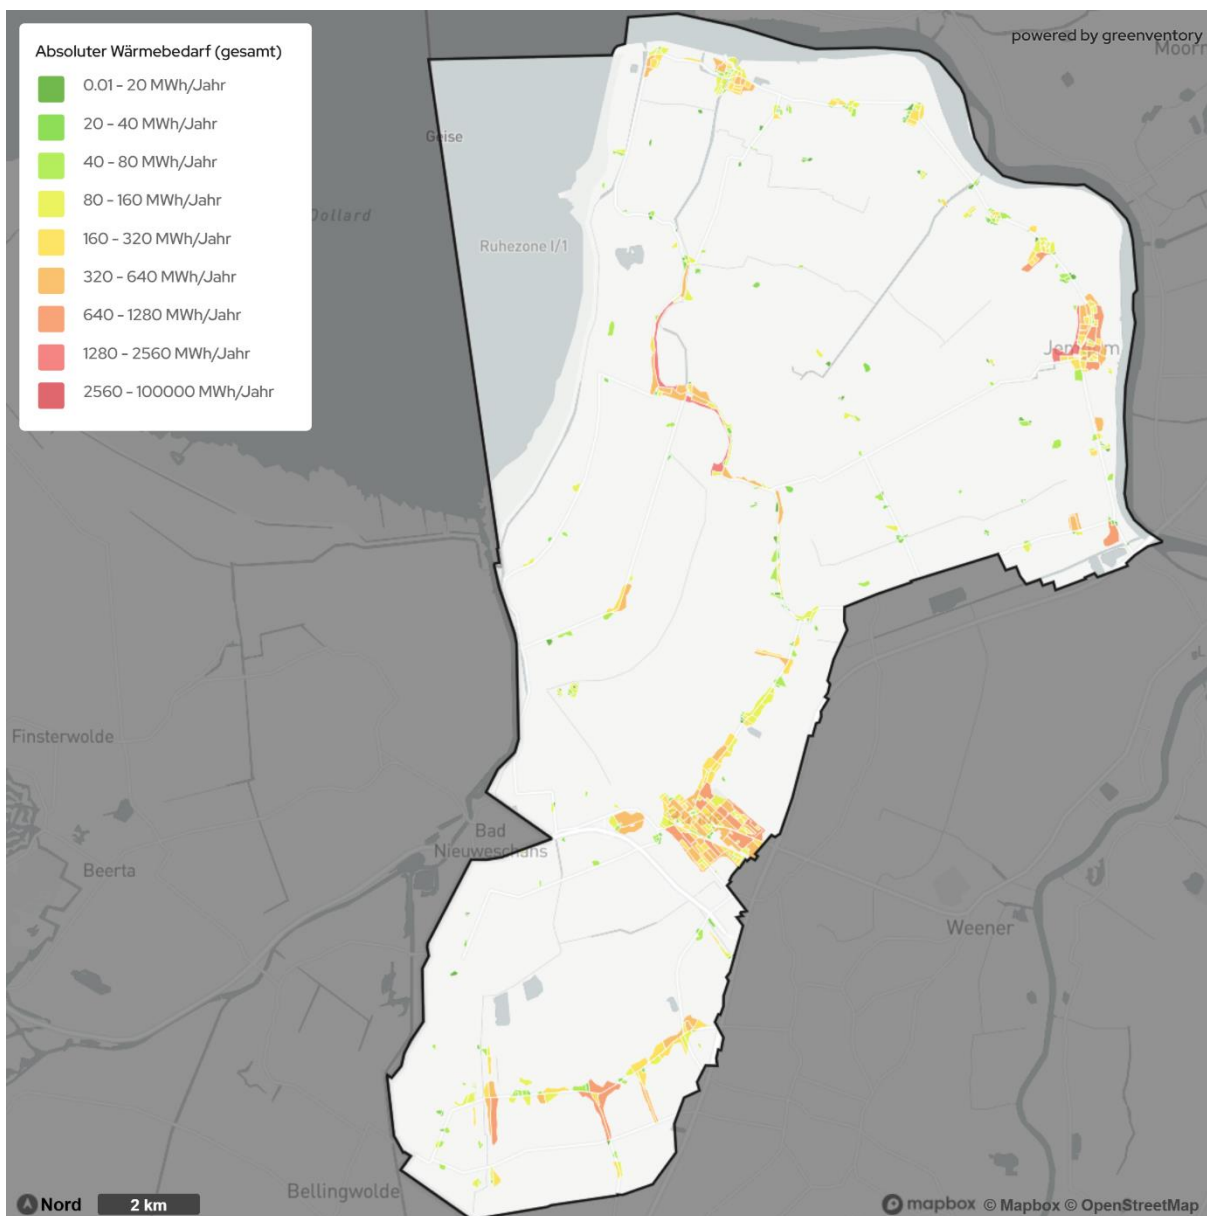 Absoluter Wärmebedarf (gesamt)
0.01 - 20 MWh/Jahr
20 - 40 MWh/Jahr
40 - 80 MWh/Jahr
80 - 160 MWh/Jahr
160 - 320 MWh/Jahr
320 - 640 MWh/Jahr
640 - 1280 MWh/Jahr
1280 - 2560 MWh/Jahr
2560 - 100000 MWh/Jahr
powered by greenventory
Geise
Dollard
Ruhezone I/1
Finsterwolde
Bad
Nieuweschans
Beerta
Weener
Bellingwolde
Nord
2 km
mapbox © Mapbox © OpenStreetMap